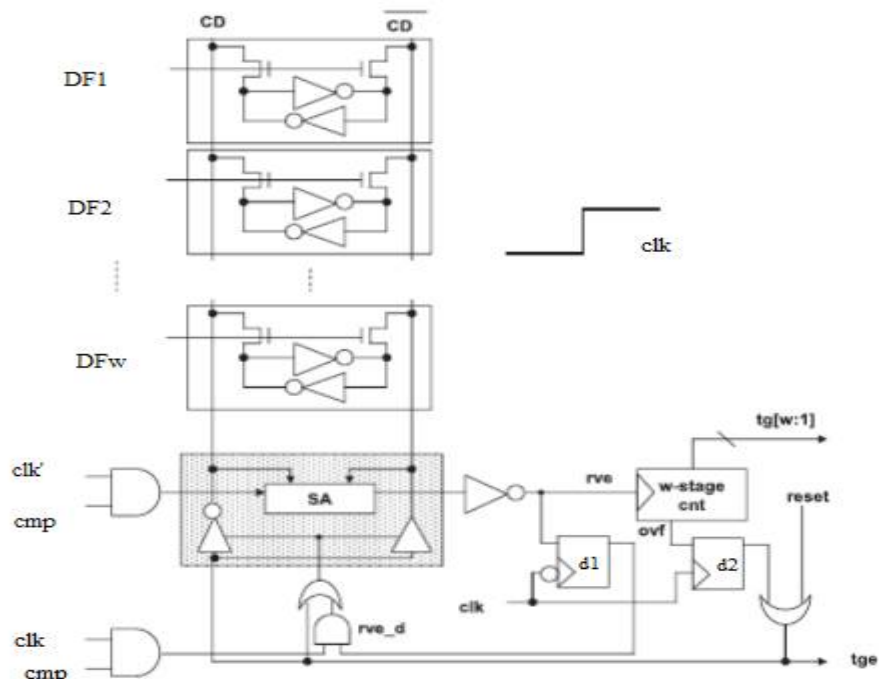 CD CD
DF1
DF2
clk
DFw
tg[w:1]
clk'
rve
w-stage
cnt
reset
SA
cmp
ovf
d1
d2
clk
rve_d
clk
cmp
tge